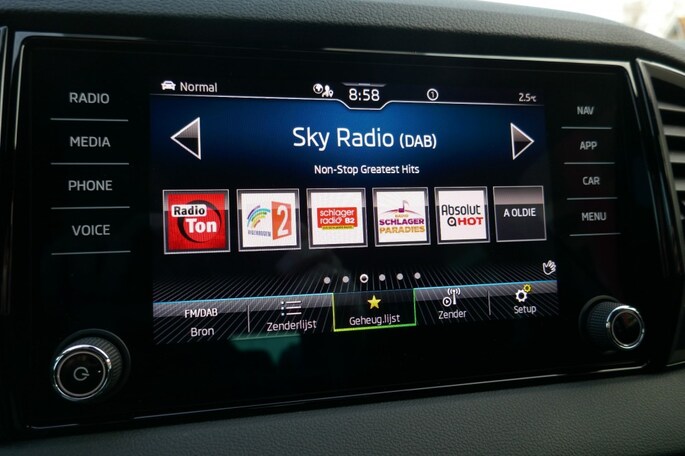 RADIO
MEDIA
PHONE
VOICE
Normal
8:58
1
2.5°C
Sky Radio (DAB)
Non-Stop Greatest Hits
Radio
Ton
2
schlager
radio B2
RADIO
SCHLAGER
PARADIES
Absolut
HOT
A OLDIE
FM/DAB
Bron
Zenderlijst
Geheug.lijst
Zender
Setup
NAV
APP
CAR
MENU